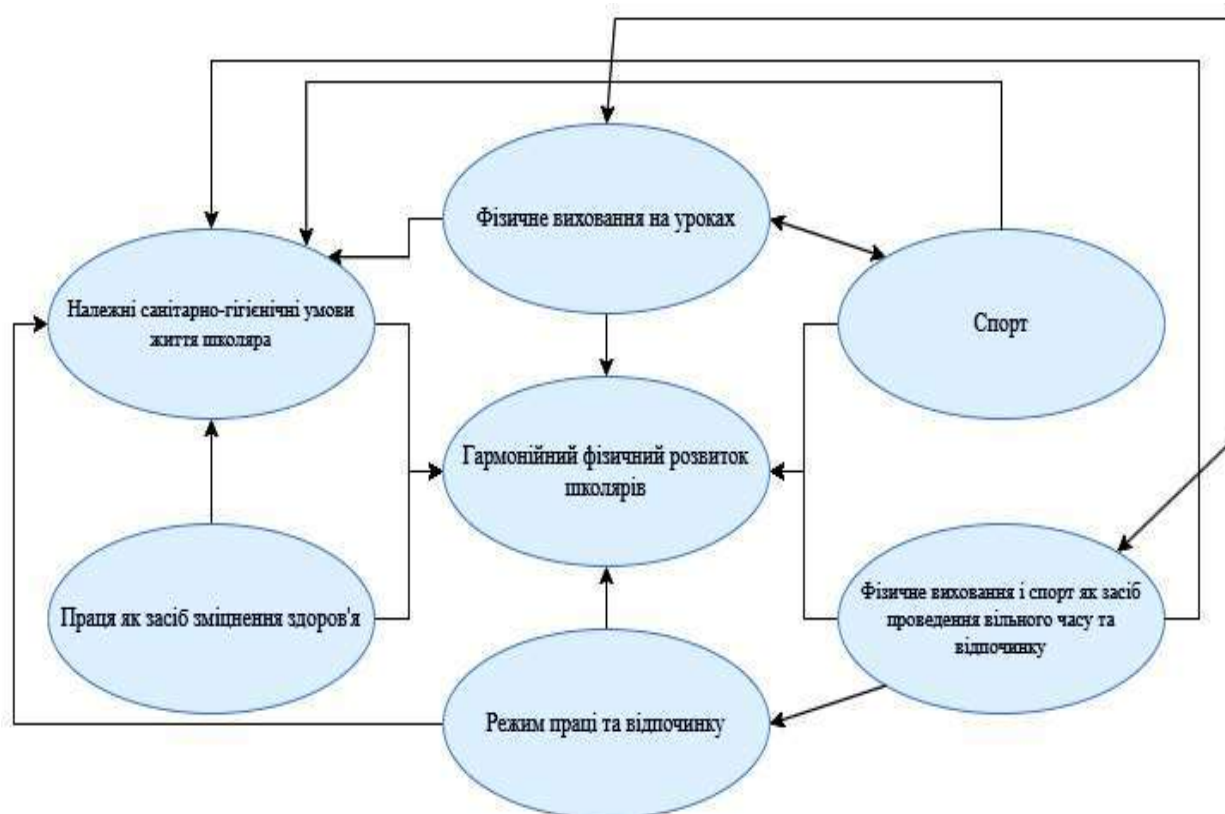 Фізичне виховання на уроках
Належні санітарно-гігієнічні умови
життя школяра
Спорт
Гармонійний фізичний розвиток
школярів
Праця як засіб зміцнення здоров'я
Фізичне виховання і спорт як засіб
проведення вільного часу та
відпочинку
Режим праці та відпочинку